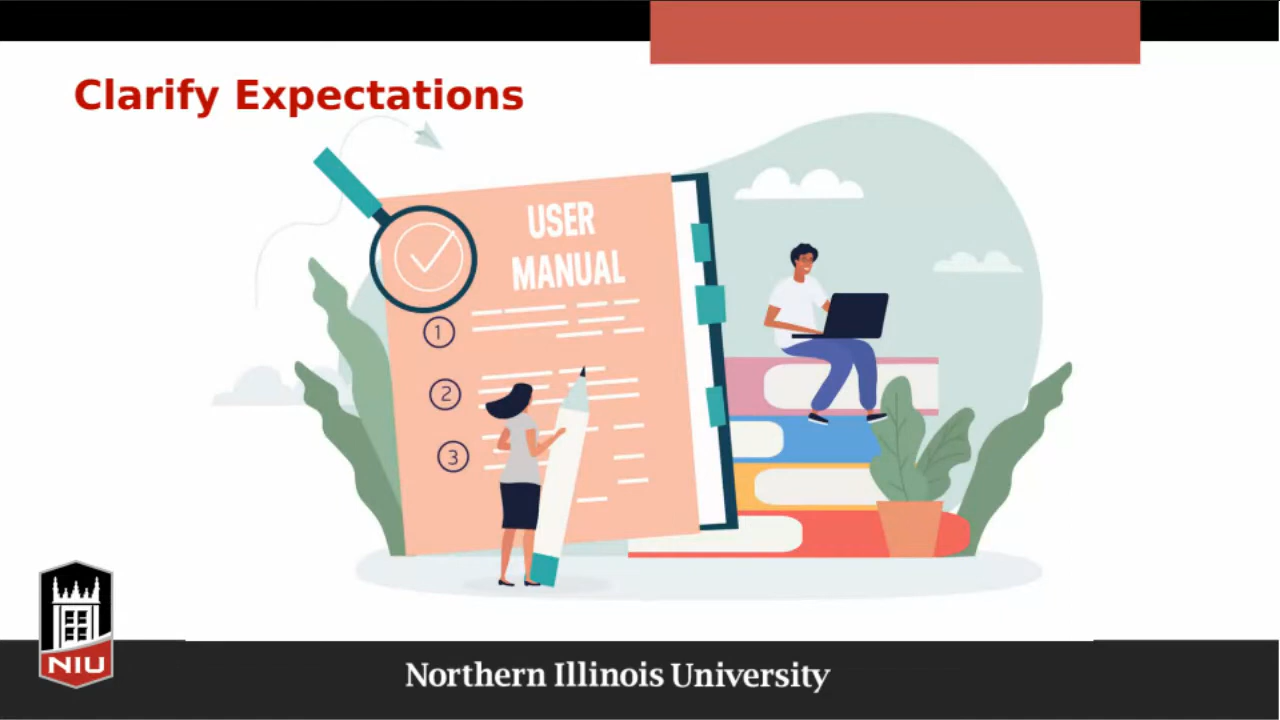 Clarify Expectations
USER
MANUAL
1
2
3
NIU
Northern Illinois University